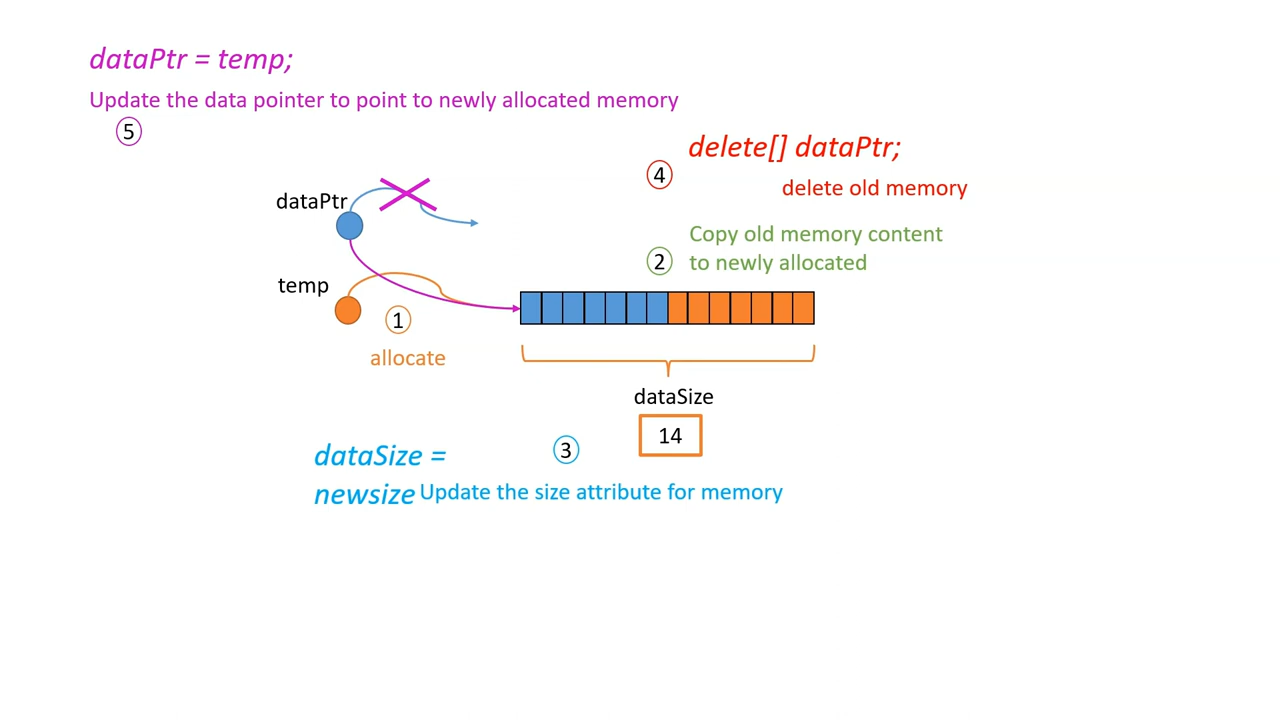 dataPtr = temp;
Update the data pointer to point to newly allocated memory
5
delete[] dataPtr;
4
delete old memory
dataPtr
Copy old memory content
2
to newly allocated
temp
1
allocate
dataSize
14
dataSize =
3
newsize
Update the size attribute for memory